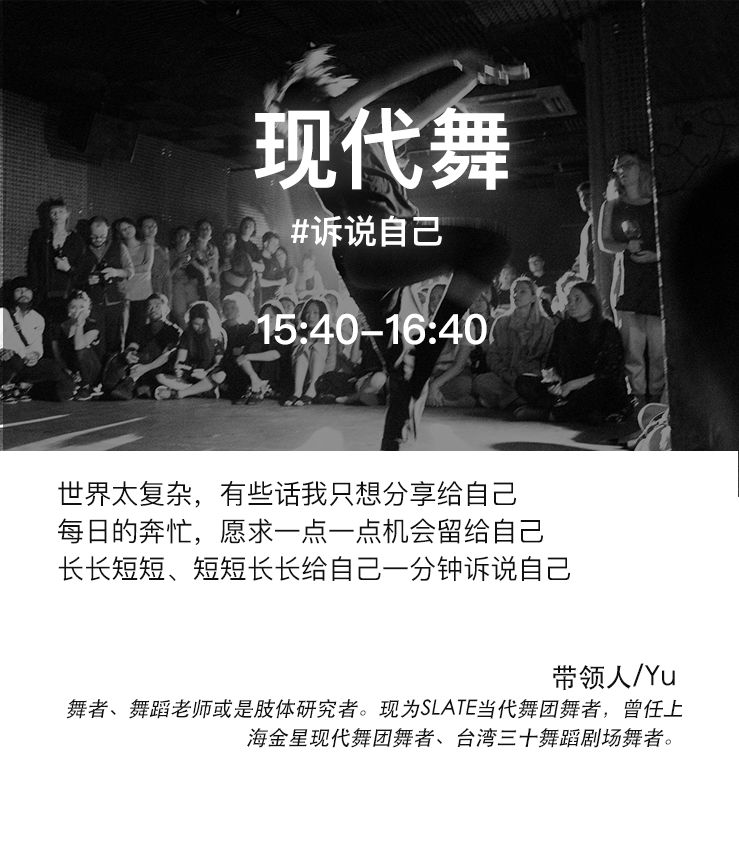 现代舞
#诉说自己
15:40–16:40
世界太复杂，有些话我只想分享给自己
每日的奔忙，愿求一点一点机会留给自己
长长短短、短短长长给自己一分钟诉说自己
带领人/Yu
舞者、舞蹈老师或是肢体研究者。现为SLATE当代舞团舞者，曾任上
海金星现代舞团舞者、台湾三十舞蹈剧场舞者。